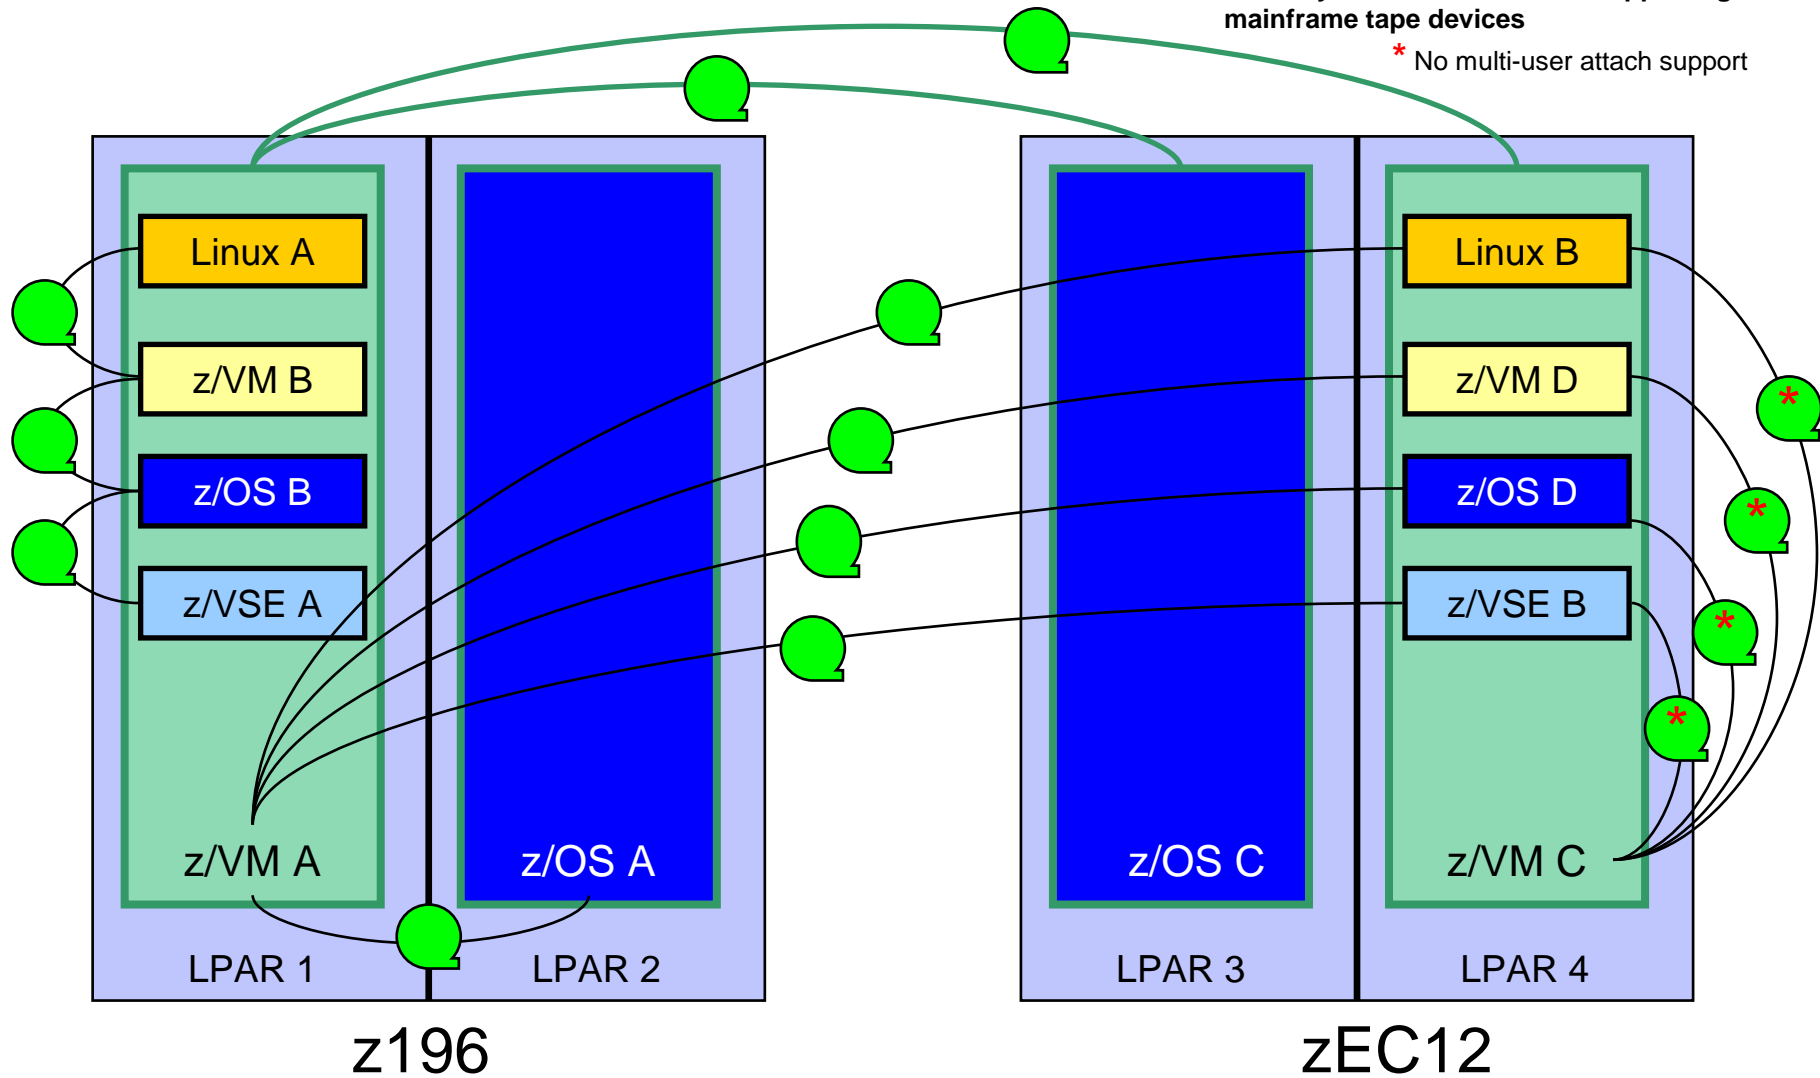 mainframe tape devices
* No multi-user attach support
Linux A
z/VM B
z/OS B
z/VSE A
z/VM A
LPAR 1
z/OS A
LPAR 2
z196
z/OS C
LPAR 3
Linux B
z/VM D
z/OS D
z/VSE B
z/VM C
LPAR 4
zEC12
*
*
*
*